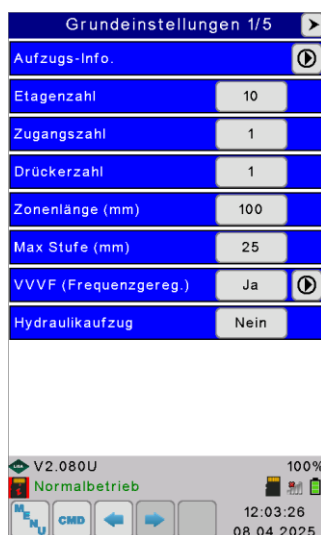 Grundeinstellungen 1/5
Aufzugs-Info.
Etagenzahl 10
Zugangszahl 1
Drückerzahl 1
Zonenlänge (mm) 100
Max Stufe (mm) 25
VVVF (Frequenzgereg.) Ja
Hydraulikaufzug Nein
V2.080U 100%
Normalbetrieb
MENU CMD 12:03:26
08.04.2025